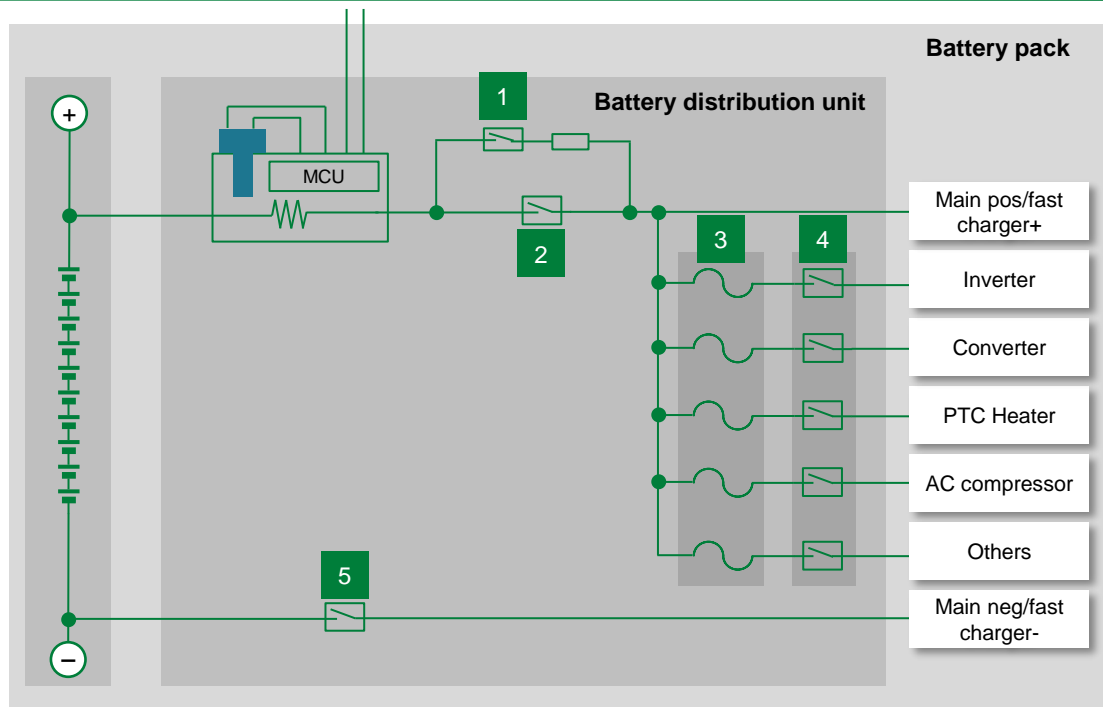 Battery pack
+
1
Battery distribution unit
MCU
2
3
4
Main pos/fast
charger+
Inverter
Converter
PTC Heater
AC compressor
Others
5
Main neg/fast
charger-
−